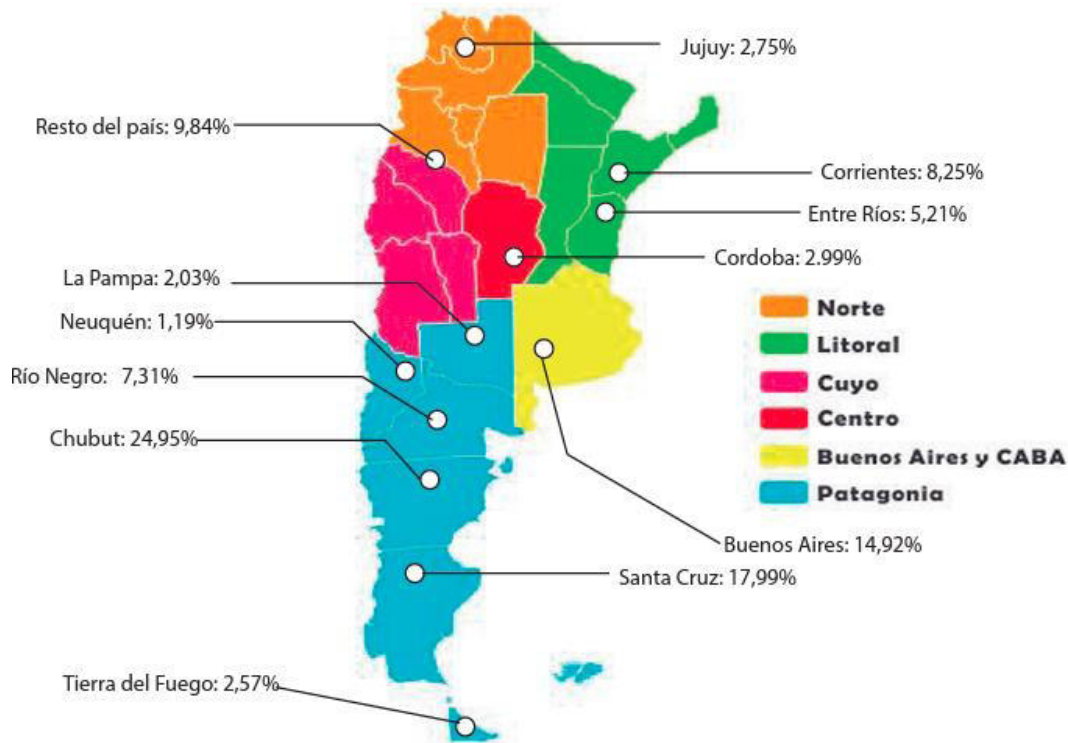 Jujuy: 2,75%
Resto del país: 9,84%
Corrientes: 8,25%
Entre Ríos: 5,21%
Cordoba: 2.99%
La Pampa: 2,03%
Neuquén: 1,19%
Río Negro: 7,31%
Chubut: 24,95%
Norte
Litoral
Cuyo
Centro
Buenos Aires y CABA
Patagonia
Buenos Aires: 14,92%
Santa Cruz: 17,99%
Tierra del Fuego: 2,57%